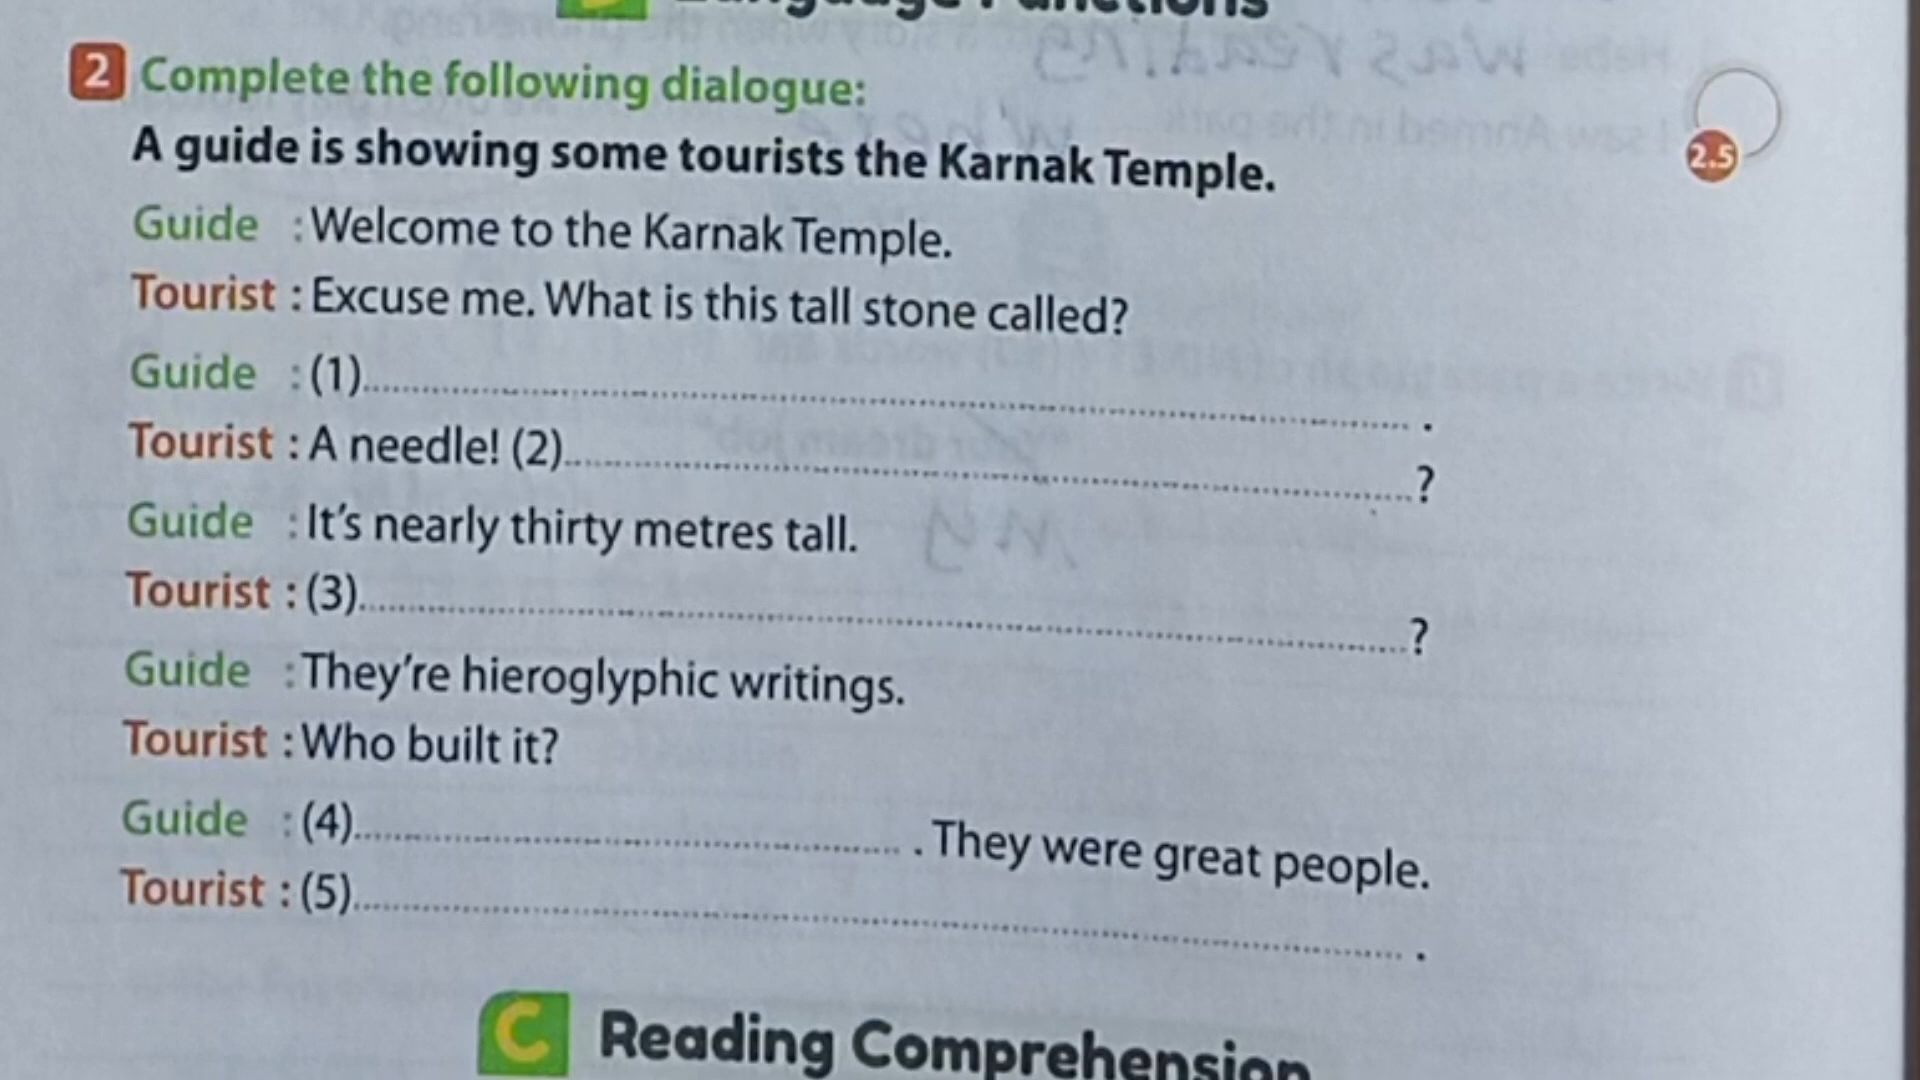 Language Functions
2 Complete the following dialogue:
2.5
A guide is showing some tourists the Karnak Temple.
Guide : Welcome to the Karnak Temple.
Tourist : Excuse me. What is this tall stone called?
Guide : (1).................... .
Tourist : A needle! (2)....................?
Guide : It's nearly thirty metres tall.
Tourist : (3)....................?
Guide : They're hieroglyphic writings.
Tourist : Who built it?
Guide : (4).................... . They were great people.
Tourist : (5).................... .
C Reading Comprehension